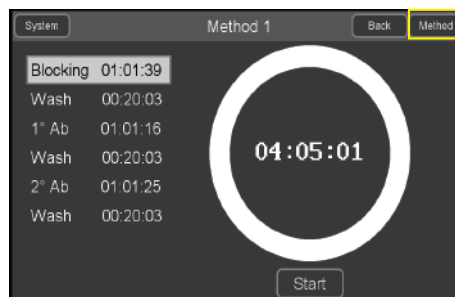 System Method 1 Back Method
Blocking 01:01:39
Wash 00:20:03
1° Ab 01:01:16
Wash 00:20:03
2° Ab 01:01:25
Wash 00:20:03
04:05:01
Start